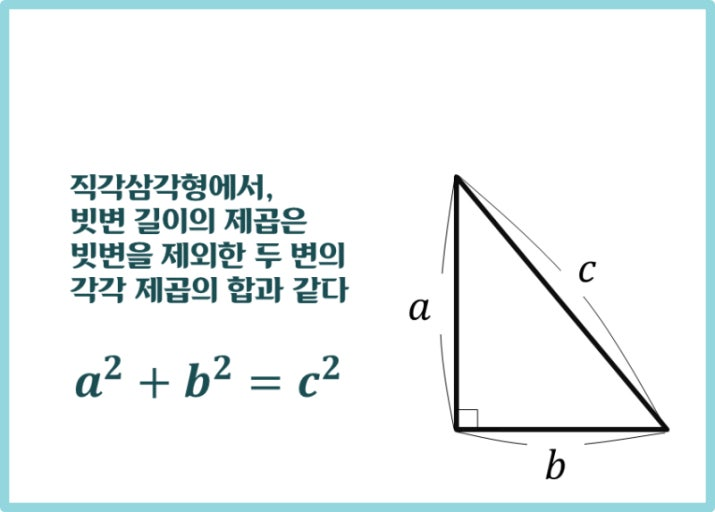 직각삼각형에서,
빗변 길이의 제곱은
빗변을 제외한 두 변의
각각 제곱의 합과 같다
a² + b² = c²
a
c
b